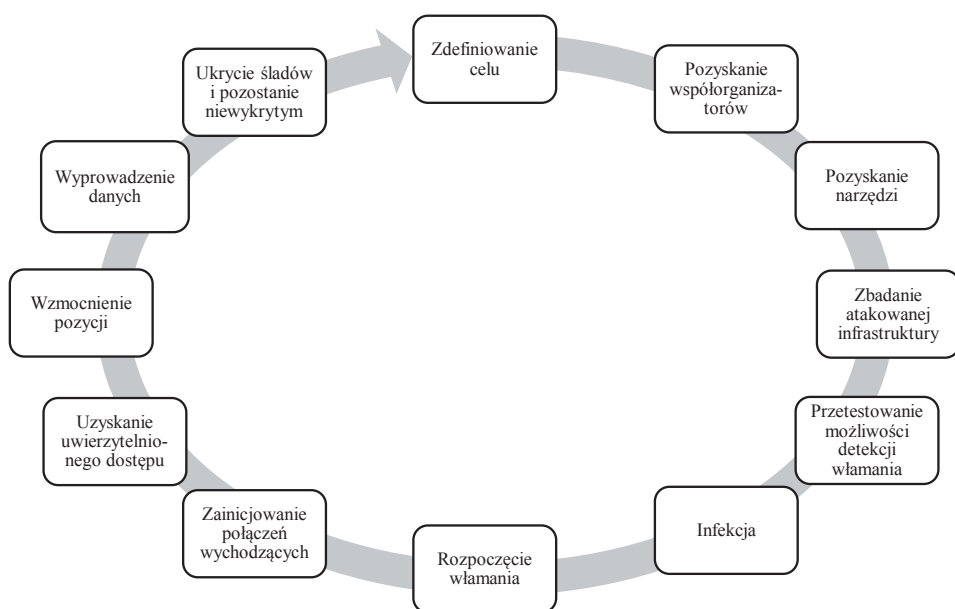 Zdefiniowanie
celu
Pozyskanie
współorganiza-
torów
Pozyskanie
narzędzi
Zbadanie
atakowanej
infrastruktury
Przetestowanie
możliwości
detekcji
włamania
Infekcja
Rozpoczęcie
włamania
Zainicjowanie
połączeń
wychodzących
Uzyskanie
uwierzytelnio-
nego dostępu
Wzmocnienie
pozycji
Wyprowadzenie
danych
Ukrycie śladów
i pozostanie
niewykrytym